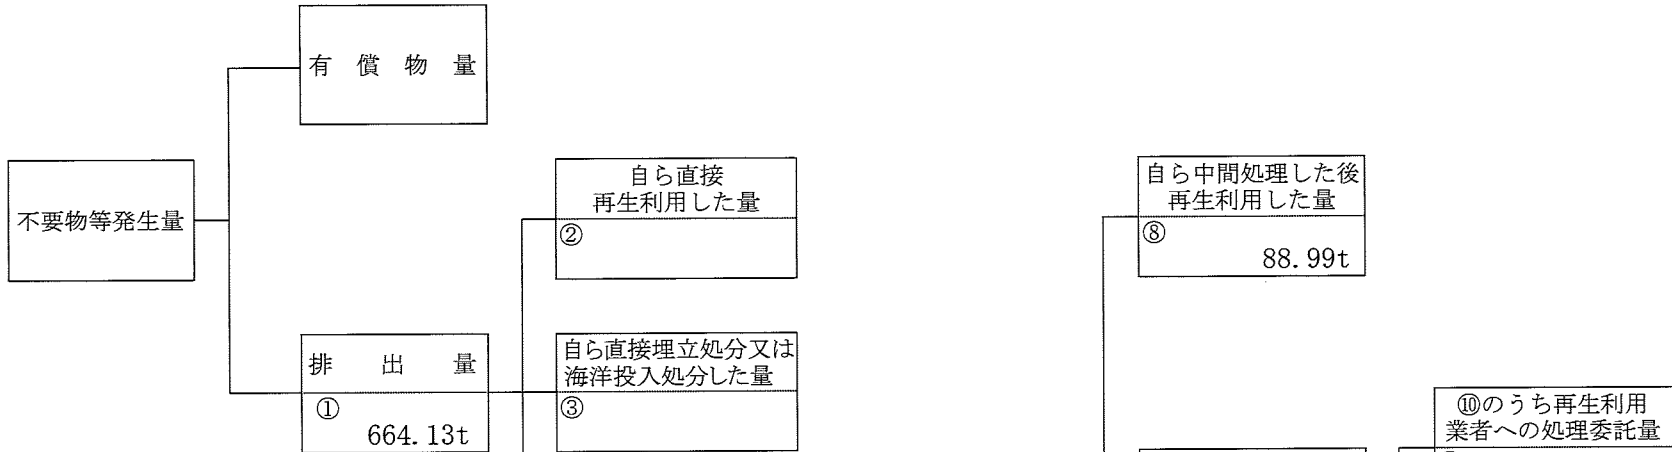 有償物量
不要物等発生量
自ら直接
再生利用した量
②
自ら中間処理した後
再生利用した量
⑧
88.99t
排出量
①
664.13t
自ら直接埋立処分又は
海洋投入処分した量
③
⑩のうち再生利用
業者への処理委託量